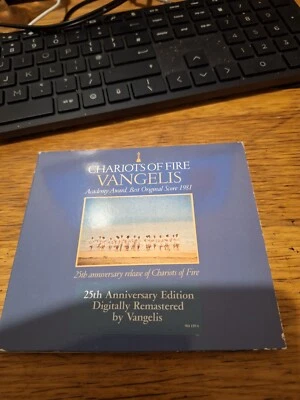 CHARIOTS OF FIRE
VANGELIS
Academy Award, Best Original Score 1981
25th anniversary release of Chariots of Fire
25th Anniversary Edition
Digitally Remastered
by Vangelis